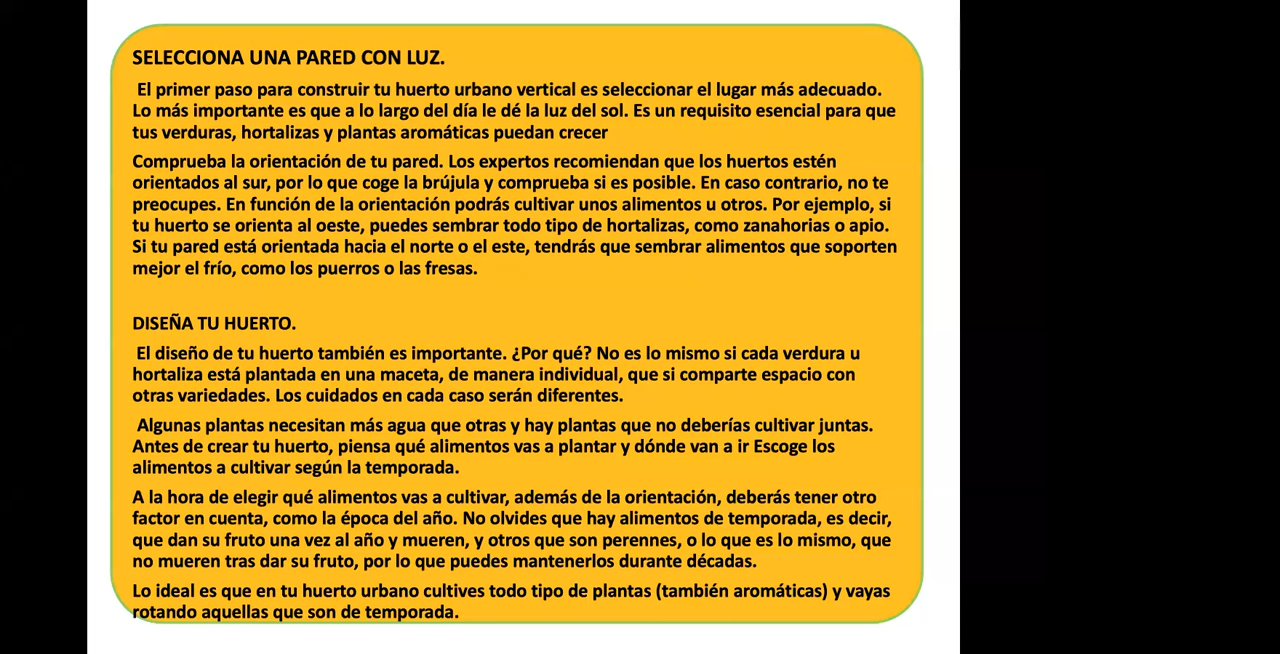 SELECCIONA UNA PARED CON LUZ.
El primer paso para construir tu huerto urbano vertical es seleccionar el lugar más adecuado.
Lo más importante es que a lo largo del día le dé la luz del sol. Es un requisito esencial para que
tus verduras, hortalizas y plantas aromáticas puedan crecer
Comprueba la orientación de tu pared. Los expertos recomiendan que los huertos estén
orientados al sur, por lo que coge la brújula y comprueba si es posible. En caso contrario, no te
preocupes. En función de la orientación podrás cultivar unos alimentos u otros. Por ejemplo, si
tu huerto se orienta al oeste, puedes sembrar todo tipo de hortalizas, como zanahorias o apio.
Si tu pared está orientada hacia el norte o el este, tendrás que sembrar alimentos que soporten
mejor el frío, como los puerros o las fresas.
DISEÑA TU HUERTO.
El diseño de tu huerto también es importante. ¿Por qué? No es lo mismo si cada verdura u
hortaliza está plantada en una maceta, de manera individual, que si comparte espacio con
otras variedades. Los cuidados en cada caso serán diferentes.
Algunas plantas necesitan más agua que otras y hay plantas que no deberías cultivar juntas.
Antes de crear tu huerto, piensa qué alimentos vas a plantar y dónde van a ir Escoge los
alimentos a cultivar según la temporada.
A la hora de elegir qué alimentos vas a cultivar, además de la orientación, deberás tener otro
factor en cuenta, como la época del año. No olvides que hay alimentos de temporada, es decir,
que dan su fruto una vez al año y mueren, y otros que son perennes, o lo que es lo mismo, que
no mueren tras dar su fruto, por lo que puedes mantenerlos durante décadas.
Lo ideal es que en tu huerto urbano cultives todo tipo de plantas (también aromáticas) y vayas
rotando aquellas que son de temporada.